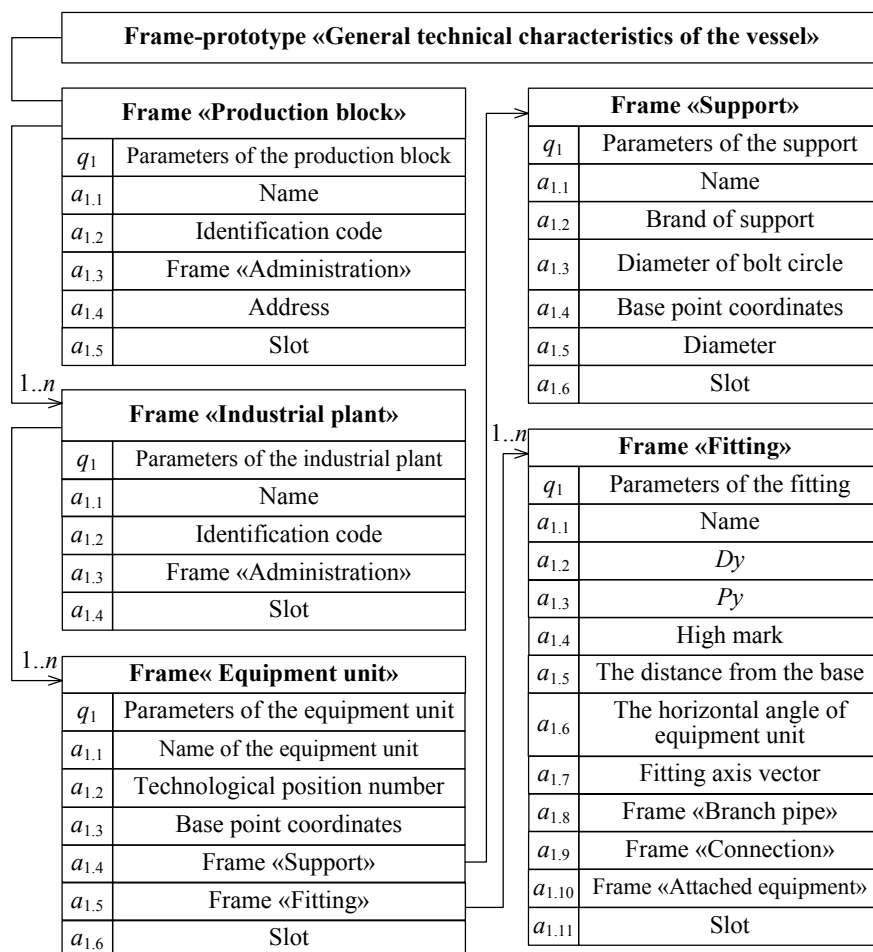 Frame-prototype «General technical characteristics of the vessel»
Frame «Production block»
q1 Parameters of the production block
a1.1 Name
a1.2 Identification code
a1.3 Frame «Administration»
a1.4 Address
a1.5 Slot
1..n
Frame «Industrial plant»
q1 Parameters of the industrial plant
a1.1 Name
a1.2 Identification code
a1.3 Frame «Administration»
a1.4 Slot
1..n
Frame« Equipment unit»
q1 Parameters of the equipment unit
a1.1 Name of the equipment unit
a1.2 Technological position number
a1.3 Base point coordinates
a1.4 Frame «Support»
a1.5 Frame «Fitting»
a1.6 Slot
Frame «Support»
q1 Parameters of the support
a1.1 Name
a1.2 Brand of support
a1.3 Diameter of bolt circle
a1.4 Base point coordinates
a1.5 Diameter
a1.6 Slot
1..n
Frame «Fitting»
q1 Parameters of the fitting
a1.1 Name
a1.2 Dy
a1.3 Py
a1.4 High mark
a1.5 The distance from the base
a1.6 The horizontal angle of
equipment unit
a1.7 Fitting axis vector
a1.8 Frame «Branch pipe»
a1.9 Frame «Connection»
a1.10 Frame «Attached equipment»
a1.11 Slot